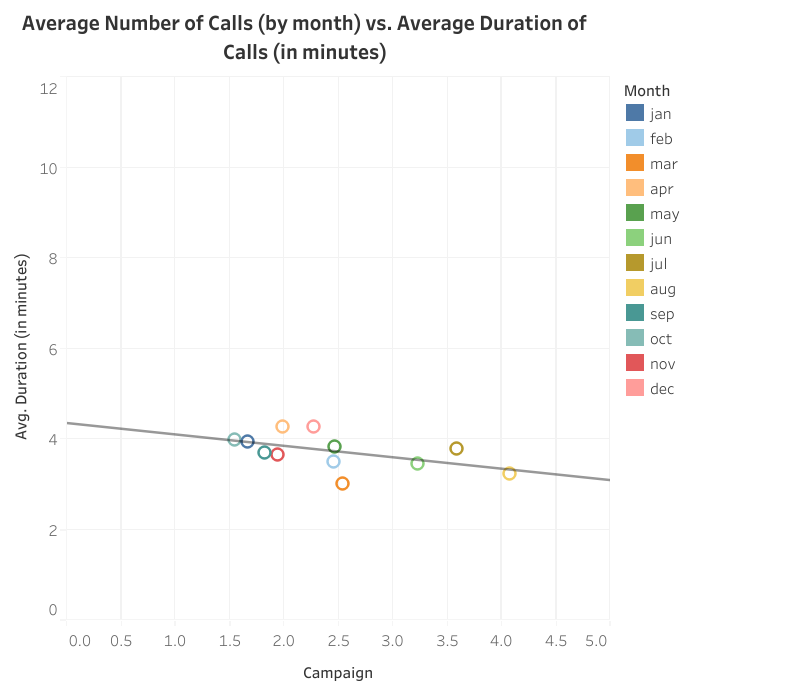 Average Number of Calls (by month) vs. Average Duration of
Calls (in minutes)
Month
jan
feb
mar
apr
may
jun
jul
aug
sep
oct
nov
dec
Avg. Duration (in minutes)
12
10
8
6
4
2
0
0.0 0.5 1.0 1.5 2.0 2.5 3.0 3.5 4.0 4.5 5.0
Campaign